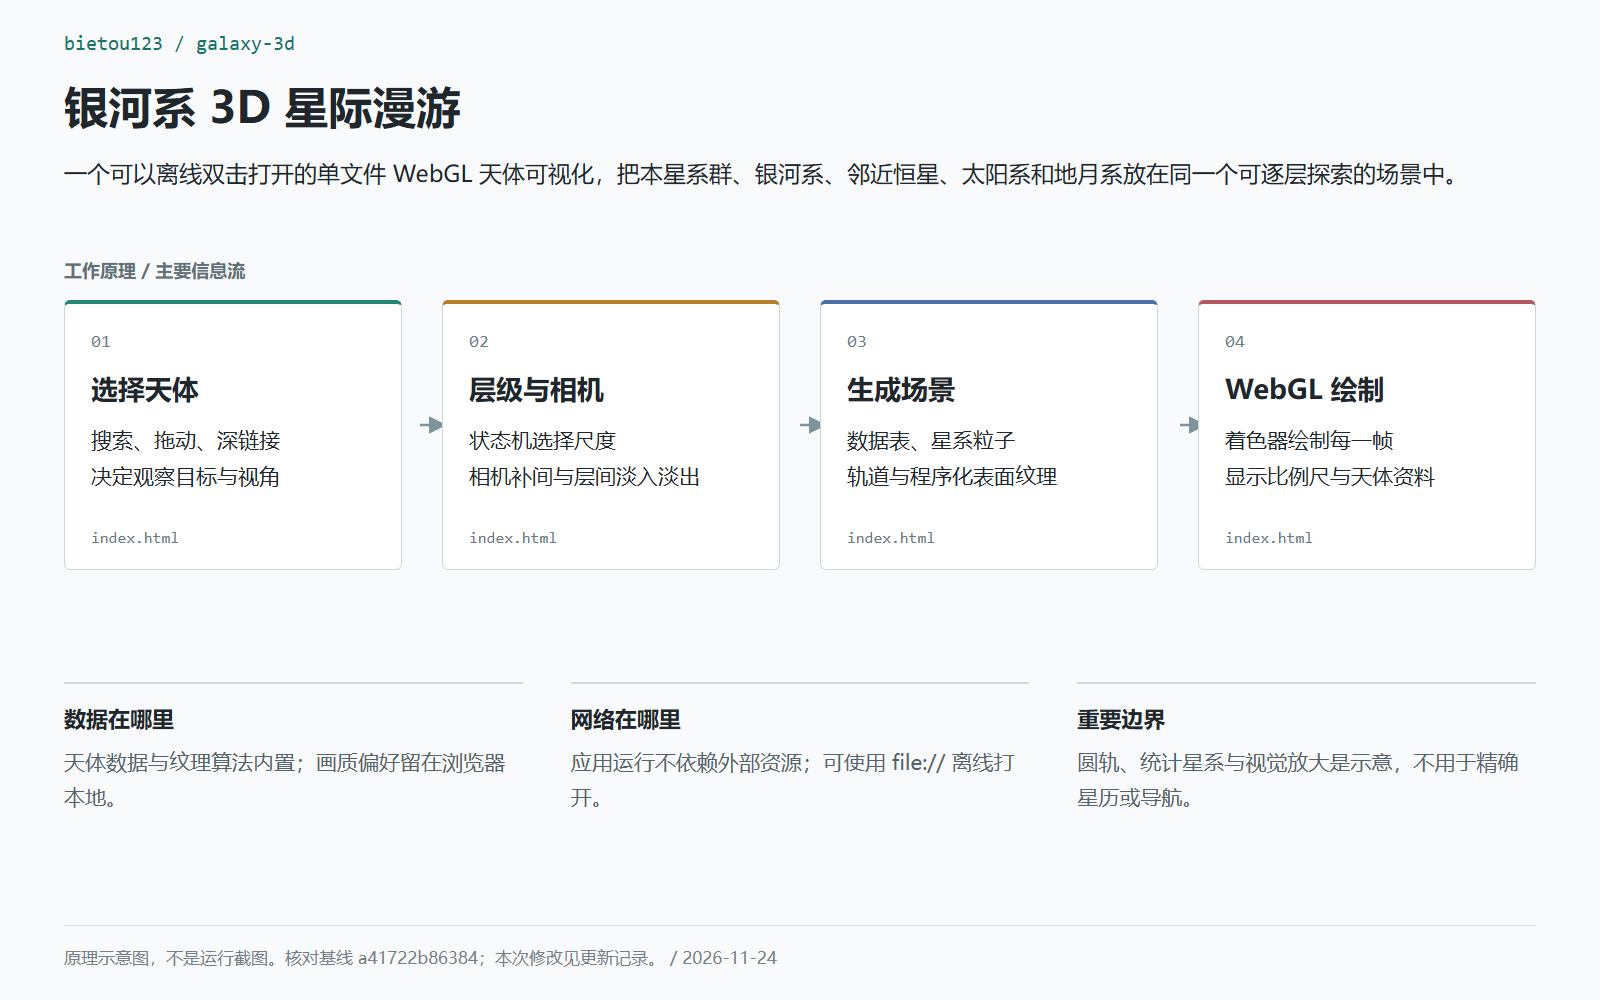 bietou123 / galaxy-3d
银河系 3D 星际漫游
一个可以离线双击打开的单文件 WebGL 天体可视化，把本星系群、银河系、邻近恒星、太阳系和地月系放在同一个可逐层探索的场景中。
工作原理 / 主要信息流
01
选择天体
搜索、拖动、深链接
决定观察目标与视角
index.html
02
层级与相机
状态机选择尺度
相机补间与层间淡入淡出
index.html
03
生成场景
数据表、星系粒子
轨道与程序化表面纹理
index.html
04
WebGL 绘制
着色器绘制每一帧
显示比例尺与天体资料
index.html
数据在哪里
天体数据与纹理算法内置；画质偏好留在浏览器
本地。
网络在哪里
应用运行不依赖外部资源；可使用 file:// 离线打
开。
重要边界
圆轨、统计星系与视觉放大是示意，不用于精确
星历或导航。
原理示意图，不是运行截图。核对基线 a41722b86384；本次修改见更新记录。 / 2026-11-24